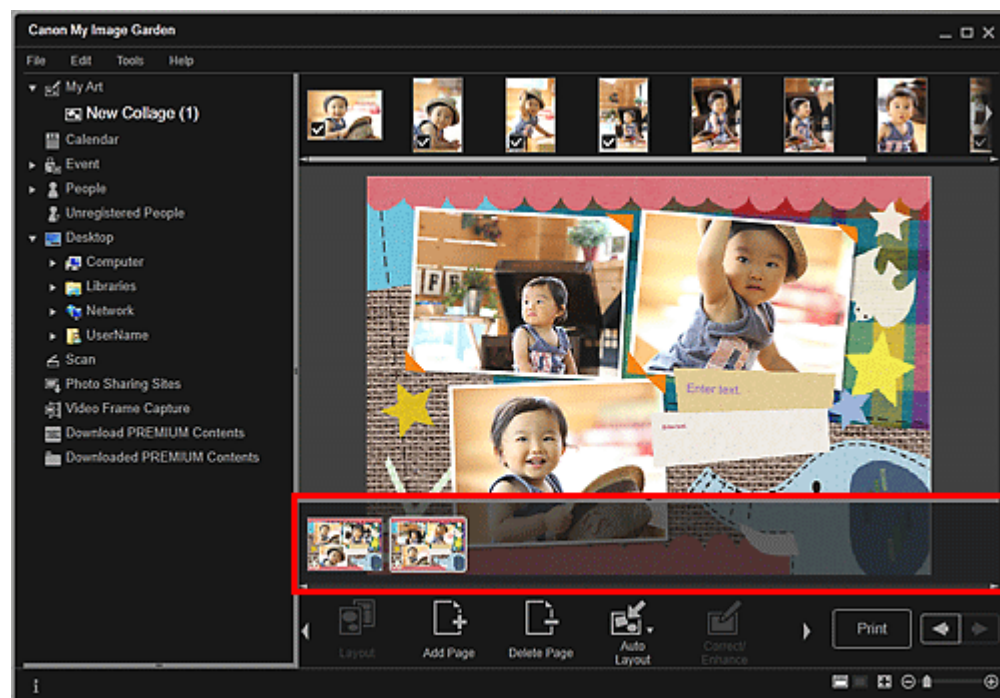 Canon My Image Garden
File Edit Tools Help
My Art
New Collage (1)
Calendar
Event
People
Unregistered People
Desktop
Computer
Libraries
Network
UserName
Scan
Photo Sharing Sites
Video Frame Capture
Download PREMIUM Contents
Downloaded PREMIUM Contents
Enter text.
Layout
Add Page
Delete Page
Auto
Layout
Correct/
Enhance
Print